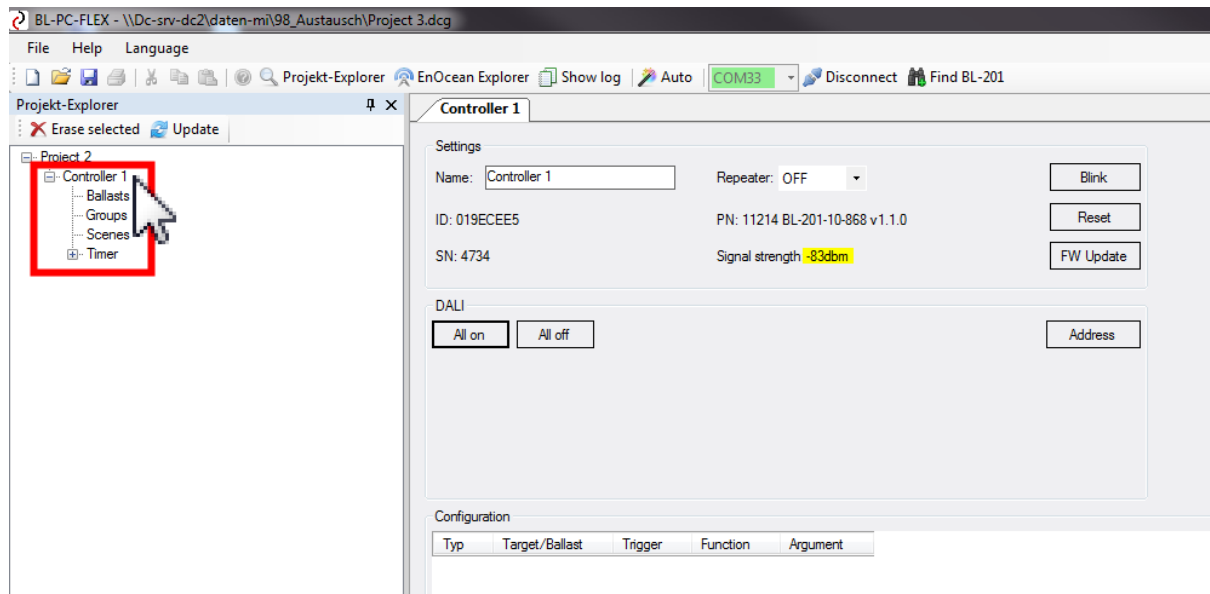 BL-PC-FLEX - \\Dc-srv-dc2\daten-mi\98_Austausch\Project 3.dcg
File Help Language
Projekt-Explorer EnOcean Explorer Show log Auto COM33 Disconnect Find BL-201
Projekt-Explorer
Erase selected Update
Project 2
Controller 1
Ballasts
Groups
Scenes
Timer
Controller 1
Settings
Name: Controller 1 Repeater: OFF Blink
ID: 019ECEE5 PN: 11214 BL-201-10-868 v1.1.0 Reset
SN: 4734 Signal strength -83dbm FW Update
DALI
All on All off Address
Configuration
Typ Target/Ballast Trigger Function Argument